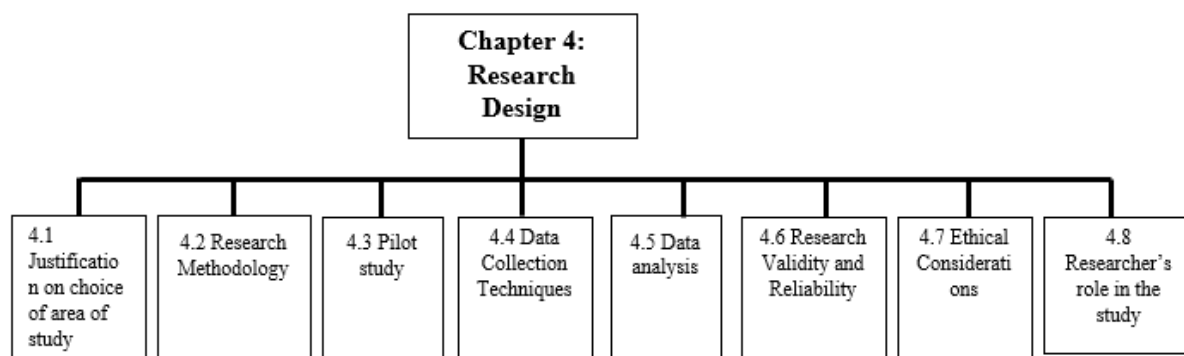 Chapter 4:
Research
Design
4.1
Justificatio
n on choice
of area of
study
4.2 Research
Methodology
4.3 Pilot
study
4.4 Data
Collection
Techniques
4.5 Data
analysis
4.6 Research
Validity and
Reliability
4.7 Ethical
Considerati
ons
4.8
Researcher’s
role in the
study